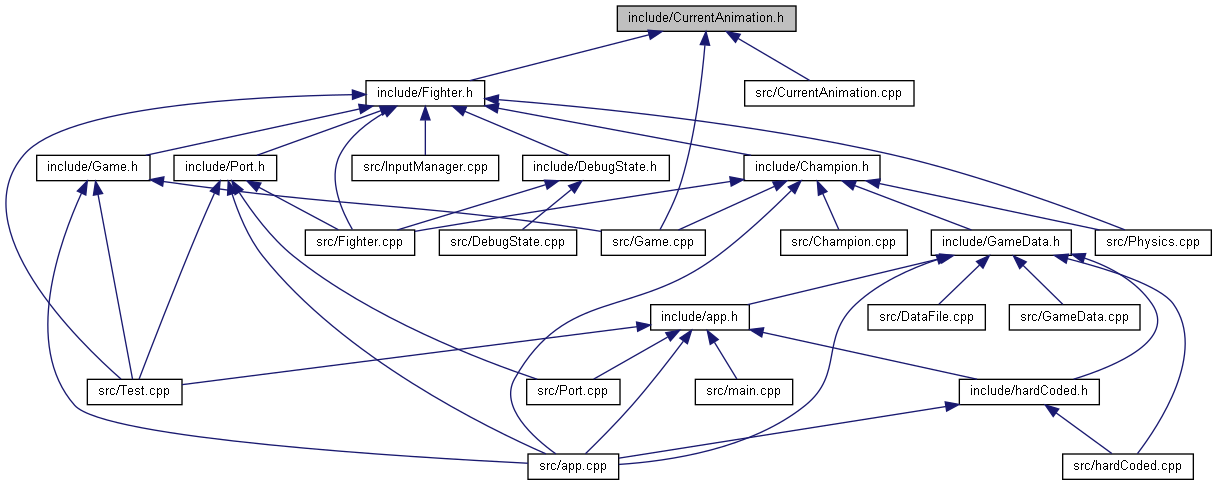 include/CurrentAnimation.h
include/Fighter.h
src/CurrentAnimation.cpp
include/Game.h
include/Port.h
src/InputManager.cpp
include/DebugState.h
include/Champion.h
src/Fighter.cpp
src/DebugState.cpp
src/Game.cpp
src/Champion.cpp
include/GameData.h
src/Physics.cpp
include/app.h
src/DataFile.cpp
src/GameData.cpp
src/Test.cpp
src/Port.cpp
src/main.cpp
include/hardCoded.h
src/app.cpp
src/hardCoded.cpp